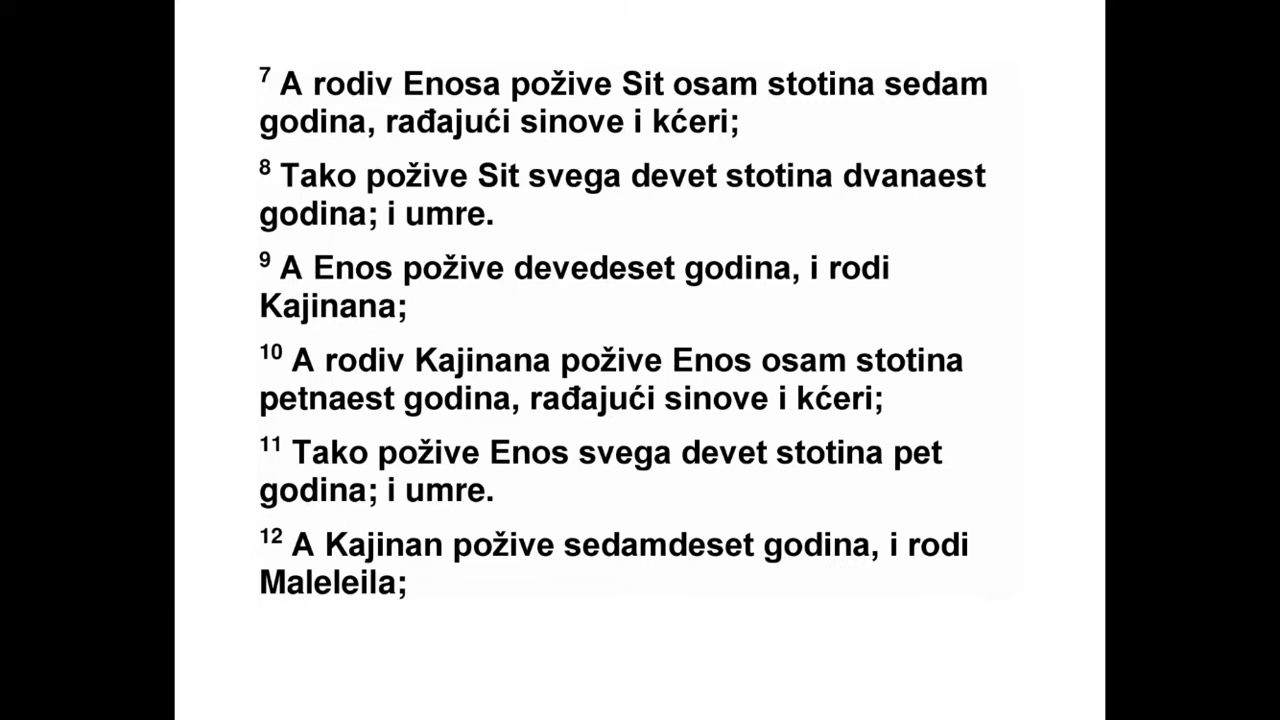 7 A rodiv Enosa požive Sit osam stotina sedam
godina, rađajući sinove i kćeri;
8 Tako požive Sit svega devet stotina dvanaest
godina; i umre.
9 A Enos požive devedeset godina, i rodi
Kajinana;
10 A rodiv Kajinana požive Enos osam stotina
petnaest godina, rađajući sinove i kćeri;
11 Tako požive Enos svega devet stotina pet
godina; i umre.
12 A Kajinan požive sedamdeset godina, i rodi
Maleleila;